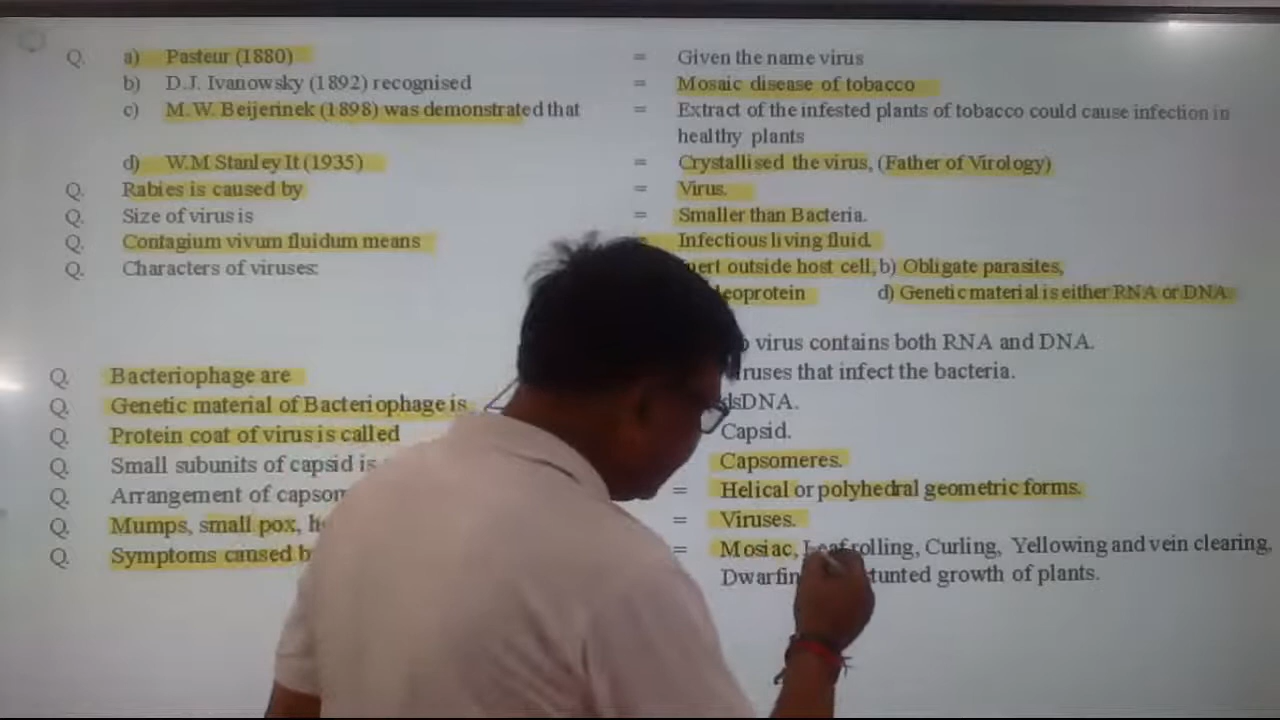 Q. a) Pasteur (1880) = Given the name virus
b) D.J. Ivanowsky (1892) recognised = Mosaic disease of tobacco
c) M.W. Beijerinek (1898) was demonstrated that = Extract of the infested plants of tobacco could cause infection in
healthy plants
d) W.M Stanley It (1935) = Crystallised the virus, (Father of Virology)
Q. Rabies is caused by = Virus.
Q. Size of virus is = Smaller than Bacteria.
Q. Contagium vivum fluidum means Infectious living fluid
Q. Characters of viruses: outside host cell, b) Obligate parasites,
d) Genetic material is either RNA or DNA
virus contains both RNA and DNA.
Q. Bacteriophage are that infect the bacteria.
Q. Genetic material of Bacteriophage is dsDNA.
Q. Protein coat of virus is called Capsid.
Q. Small subunits of capsid is Capsomeres.
Q. Arrangement of = Helical or polyhedral geometric forms.
Q. Mumps, small pox, = Viruses.
Q. Symptoms caused = Mosiac, Leaf rolling, Curling, Yellowing and vein clearing,
growth of plants.